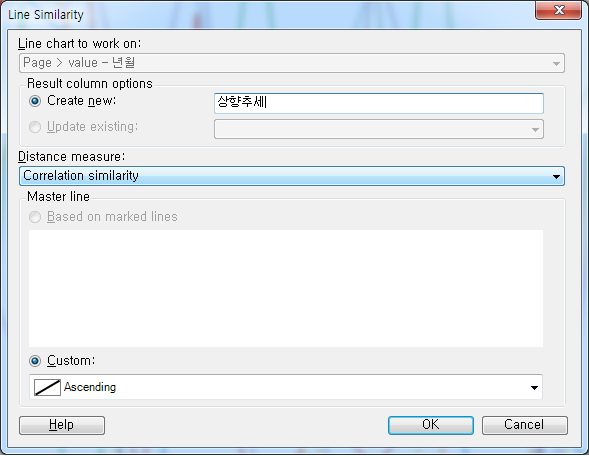 Line Similarity
Line chart to work on:
Page > value - 년월
Result column options
Create new:
상향추세
Update existing:
Distance measure:
Correlation similarity
Master line
Based on marked lines
Custom:
Ascending
Help
OK
Cancel